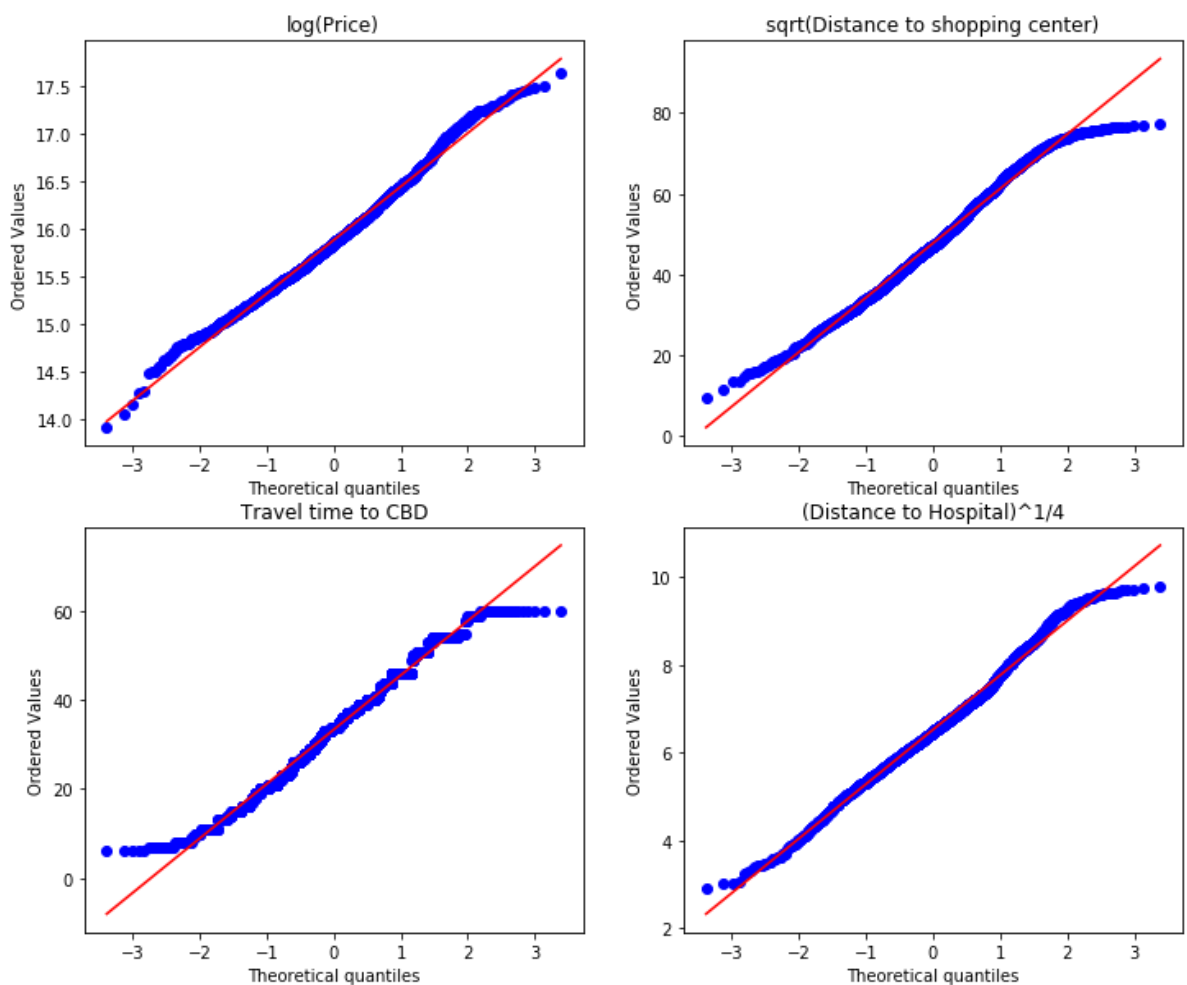 log(Price)
Ordered Values
17.5
17.0
16.5
16.0
15.5
15.0
14.5
14.0
−3 −2 −1 0 1 2 3
Theoretical quantiles
sqrt(Distance to shopping center)
Ordered Values
80
60
40
20
0
−3 −2 −1 0 1 2 3
Theoretical quantiles
Travel time to CBD
Ordered Values
60
40
20
0
−3 −2 −1 0 1 2 3
Theoretical quantiles
(Distance to Hospital)^1/4
Ordered Values
10
8
6
4
2
−3 −2 −1 0 1 2 3
Theoretical quantiles